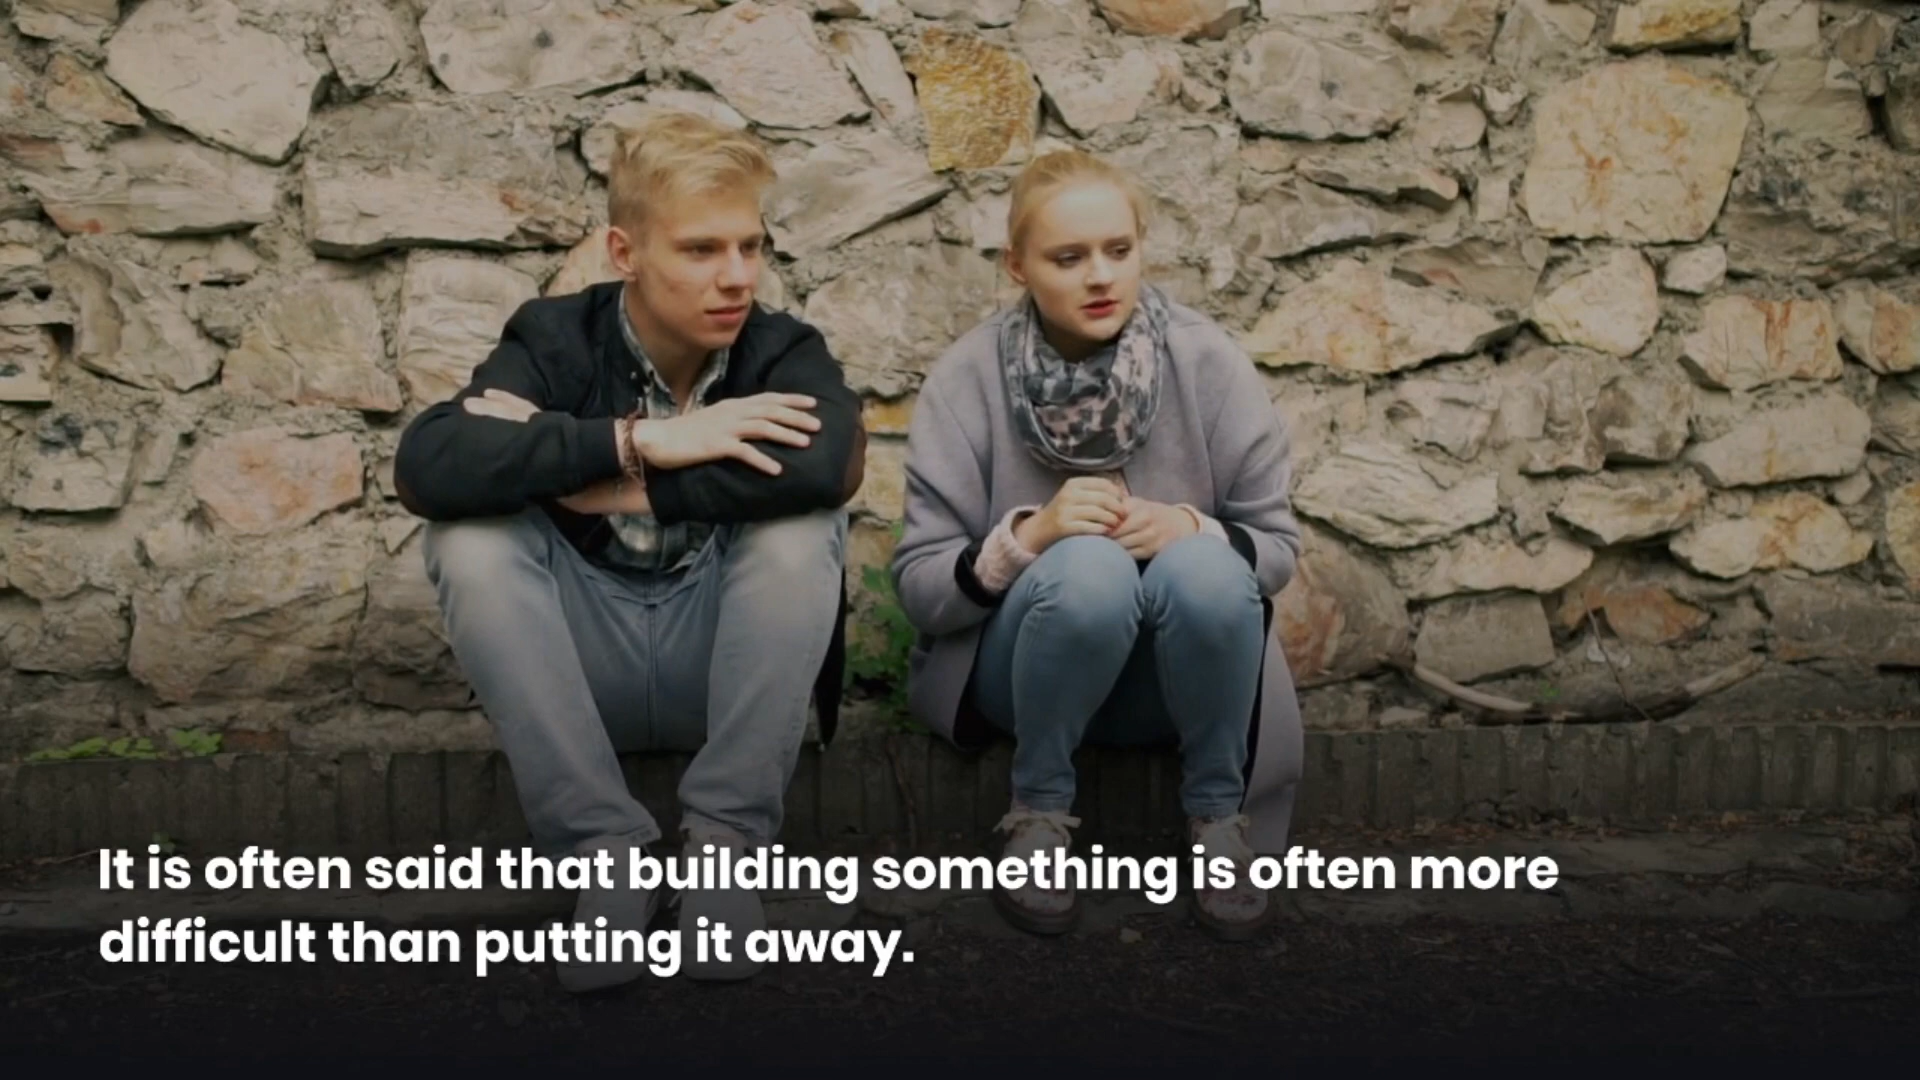 It is often said that building something is often more
difficult than putting it away.